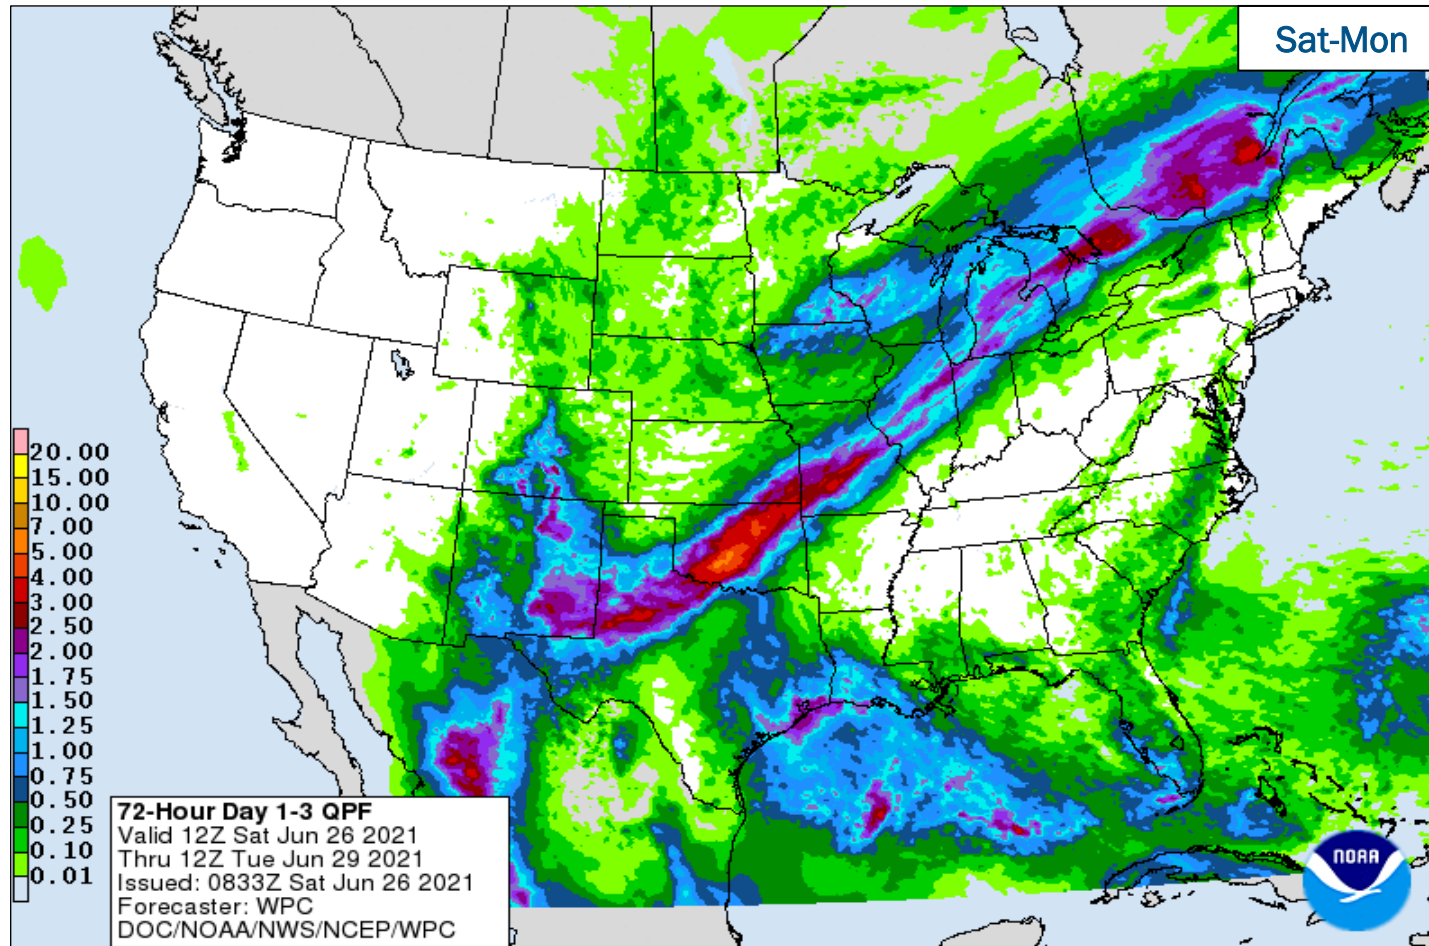 Sat-Mon
20.00
15.00
10.00
7.00
5.00
4.00
3.00
2.50
2.00
1.75
1.50
1.25
1.00
0.75
0.50
0.25
0.10
0.01
72-Hour Day 1-3 QPF
Valid 12Z Sat Jun 26 2021
Thru 12Z Tue Jun 29 2021
Issued: 0833Z Sat Jun 26 2021
Forecaster: WPC
DOC/NOAA/NWS/NCEP/WPC
NOAA